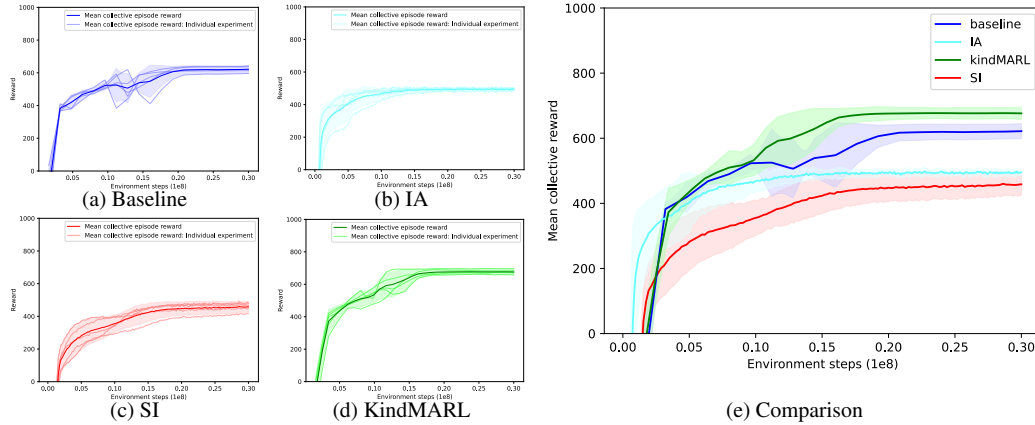 Mean collective episode reward
Mean collective episode reward: Individual experiment
Reward
1000
800
600
400
200
0
0.05 0.10 0.15 0.20 0.25 0.30
Environment steps (1e8)
(a) Baseline
Mean collective episode reward
Mean collective episode reward: Individual experiment
Reward
1000
800
600
400
200
0
0.00 0.05 0.10 0.15 0.20 0.25 0.30
Environment steps (1e8)
(b) IA
Mean collective episode reward
Mean collective episode reward: Individual experiment
Reward
1000
800
600
400
200
0
0.00 0.05 0.10 0.15 0.20 0.25 0.30
Environment steps (1e8)
(c) SI
Mean collective episode reward
Mean collective episode reward: Individual experiment
Reward
1000
800
600
400
200
0
0.05 0.10 0.15 0.20 0.25 0.30
Environment steps (1e8)
(d) KindMARL
baseline
IA
kindMARL
SI
Mean collective reward
1000
800
600
400
200
0
0.00 0.05 0.10 0.15 0.20 0.25 0.30
Environment steps (1e8)
(e) Comparison